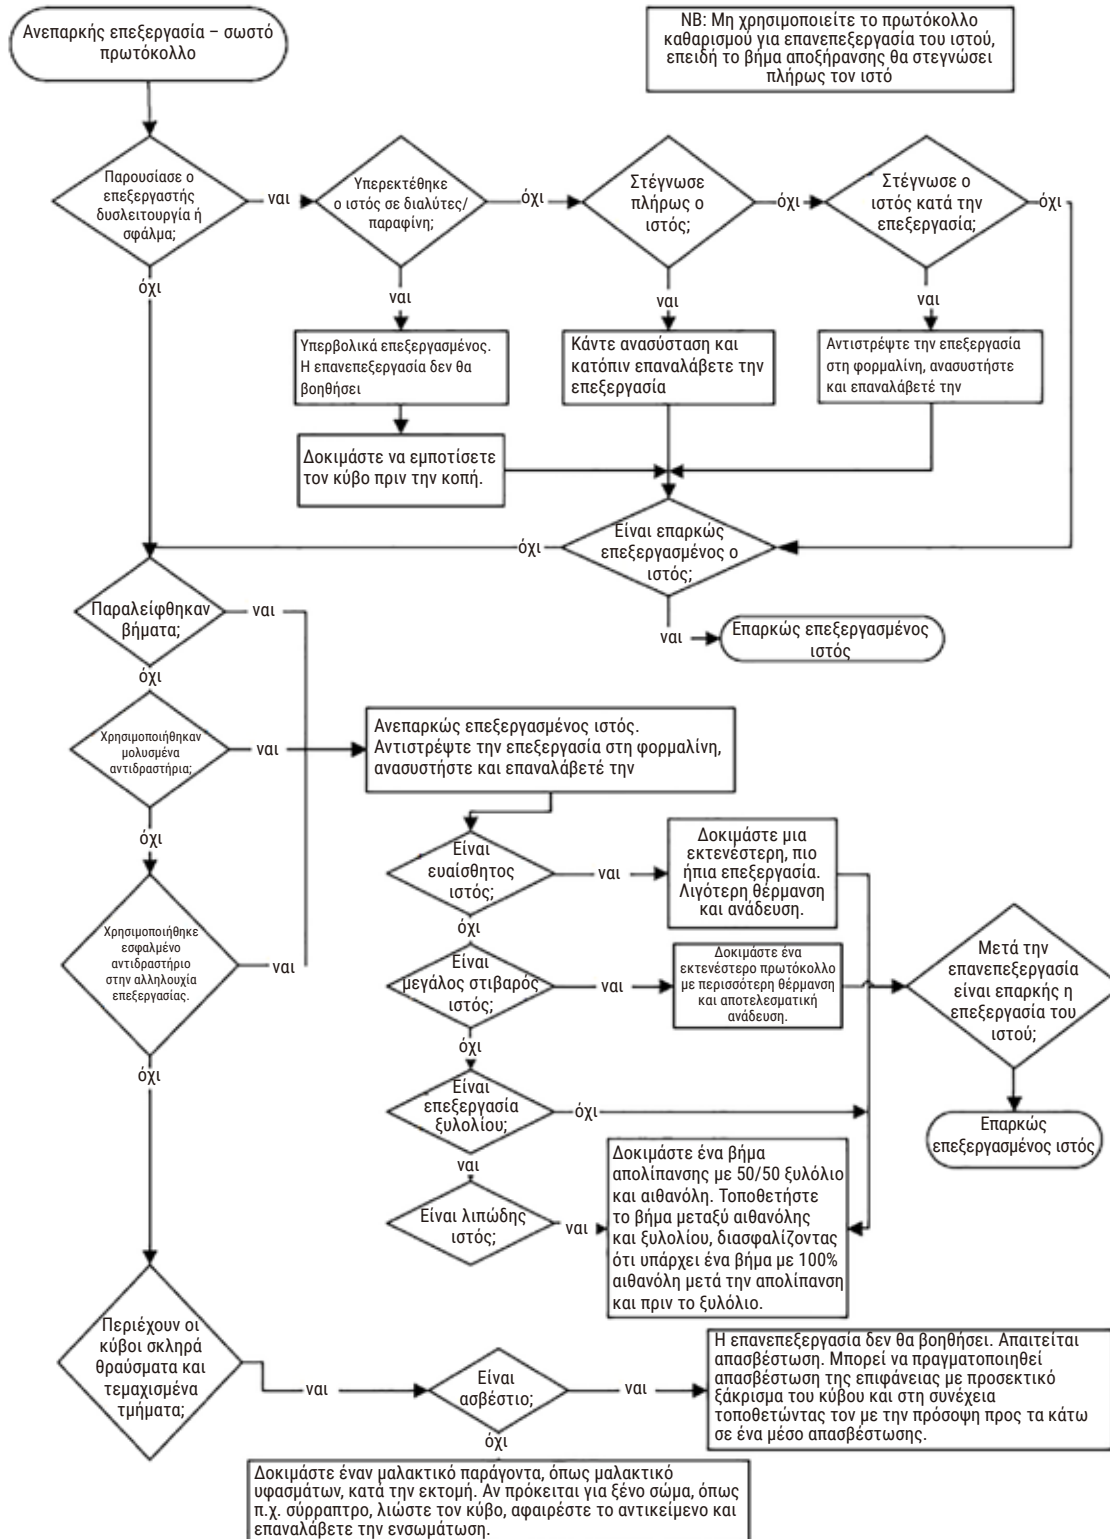 Ανεπαρκής επεξεργασία – σωστό
πρωτόκολλο
NB: Μη χρησιμοποιείτε το πρωτόκολλο
καθαρισμού για επανεπεξεργασία του ιστού,
επειδή το βήμα αποξήρανσης θα στεγνώσει
πλήρως τον ιστό
Παρουσίασε ο
επεξεργαστής
δυσλειτουργία ή
σφάλμα;
ναι
Υπερεκτέθηκε
ο ιστός σε διαλύτες/
παραφίνη;
όχι
Στέγνωσε
πλήρως ο
ιστός;
όχι
Στέγνωσε ο
ιστός κατά την
επεξεργασία;
όχι
όχι
ναι
ναι
ναι
Υπερβολικά επεξεργασμένος.
Η επανεπεξεργασία δεν θα
βοηθήσει
Κάντε ανασύσταση και
κατόπιν επαναλάβετε την
επεξεργασία
Αντιστρέψτε την επεξεργασία
στη φορμαλίνη, ανασυστήστε
και επαναλάβετέ την
Δοκιμάστε να εμποτίσετε
τον κύβο πριν την κοπή.
Είναι επαρκώς
επεξεργασμένος ο
ιστός;
όχι
ναι
Επαρκώς επεξεργασμένος
ιστός
Παραλείφθηκαν
βήματα;
ναι
όχι
Χρησιμοποιήθηκαν
μολυσμένα
αντιδραστήρια;
ναι
Ανεπαρκώς επεξεργασμένος ιστός.
Αντιστρέψτε την επεξεργασία στη φορμαλίνη,
ανασυστήστε και επαναλάβετέ την
όχι
Χρησιμοποιήθηκε
εσφαλμένο
αντιδραστήριο
στην αλληλουχία
επεξεργασίας.
ναι
όχι
Είναι
ευαίσθητος
ιστός;
ναι
Δοκιμάστε μια
εκτενέστερη, πιο
ήπια επεξεργασία.
Λιγότερη θέρμανση
και ανάδευση.
όχι
Είναι
μεγάλος στιβαρός
ιστός;
ναι
Δοκιμάστε ένα
εκτενέστερο πρωτόκολλο
με περισσότερη θέρμανση
και αποτελεσματική
ανάδευση.
Μετά την
επανεπεξεργασία
είναι επαρκής η
επεξεργασία του
ιστού;
όχι
Είναι
επεξεργασία
ξυλολίου;
όχι
Επαρκώς
επεξεργασμένος ιστός
ναι
Είναι λιπώδης
ιστός;
ναι
Δοκιμάστε ένα βήμα
απολίπανσης με 50/50 ξυλόλιο
και αιθανόλη. Τοποθετήστε
το βήμα μεταξύ αιθανόλης
και ξυλολίου, διασφαλίζοντας
ότι υπάρχει ένα βήμα με 100%
αιθανόλη μετά την απολίπανση
και πριν το ξυλόλιο.
Περιέχουν οι
κύβοι σκληρά
θραύσματα και
τεμαχισμένα
τμήματα;
ναι
Είναι
ασβέστιο;
ναι
Η επανεπεξεργασία δεν θα βοηθήσει. Απαιτείται
απασβέστωση. Μπορεί να πραγματοποιηθεί
απασβέστωση της επιφάνειας με προσεκτικό
ξάκρισμα του κύβου και στη συνέχεια
τοποθετώντας τον με την πρόσοψη προς τα κάτω
σε ένα μέσο απασβέστωσης.
όχι
Δοκιμάστε έναν μαλακτικό παράγοντα, όπως μαλακτικό
υφασμάτων, κατά την εκτομή. Αν πρόκειται για ξένο σώμα, όπως
π.χ. σύρραπτρο, λιώστε τον κύβο, αφαιρέστε το αντικείμενο και
επαναλάβετε την ενσωμάτωση.